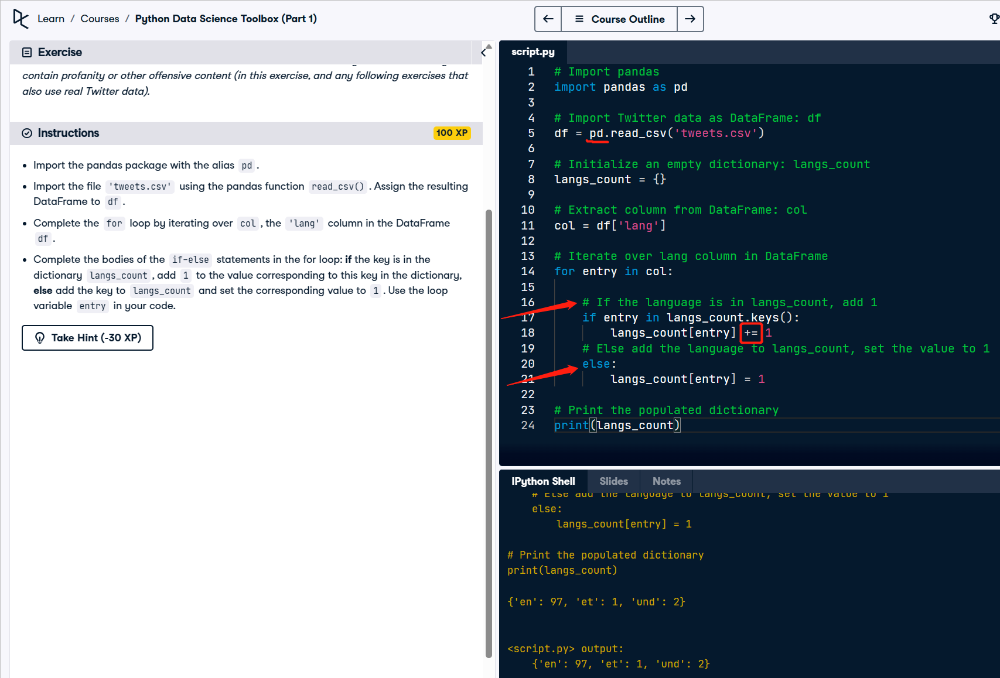 Learn / Courses / Python Data Science Toolbox (Part 1)
Course Outline
Exercise
contain profanity or other offensive content (in this exercise, and any following exercises that
also use real Twitter data).
Instructions
100 XP
Import the pandas package with the alias pd.
Import the file 'tweets.csv' using the pandas function read_csv(). Assign the resulting
DataFrame to df.
Complete the for loop by iterating over col, the 'lang' column in the DataFrame
df.
Complete the bodies of the if-else statements in the for loop: if the key is in the
dictionary langs_count, add 1 to the value corresponding to this key in the dictionary,
else add the key to langs_count and set the corresponding value to 1. Use the loop
variable entry in your code.
Take Hint (-30 XP)
script.py
1 # Import pandas
2 import pandas as pd
3
4 # Import Twitter data as DataFrame: df
5 df = pd.read_csv('tweets.csv')
6
7 # Initialize an empty dictionary: langs_count
8 langs_count = {}
9
10 # Extract column from DataFrame: col
11 col = df['lang']
12
13 # Iterate over lang column in DataFrame
14 for entry in col:
15
16 # If the language is in langs_count, add 1
17 if entry in langs_count.keys():
18 langs_count[entry] += 1
19 # Else add the language to langs_count, set the value to 1
20 else:
21 langs_count[entry] = 1
22
23 # Print the populated dictionary
24 print(langs_count)
IPython Shell
Slides
Notes
# Else add the language to langs_count, set the value to 1
else:
langs_count[entry] = 1
# Print the populated dictionary
print(langs_count)
{'en': 97, 'et': 1, 'und': 2}
<script.py> output:
{'en': 97, 'et': 1, 'und': 2}